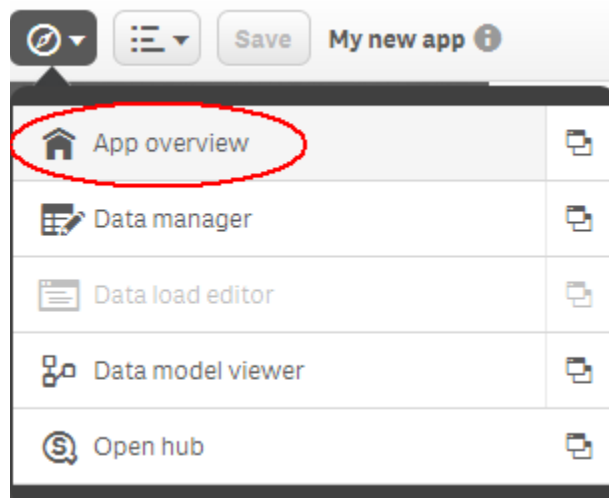 Save My new app
App overview
Data manager
Data load editor
Data model viewer
Open hub